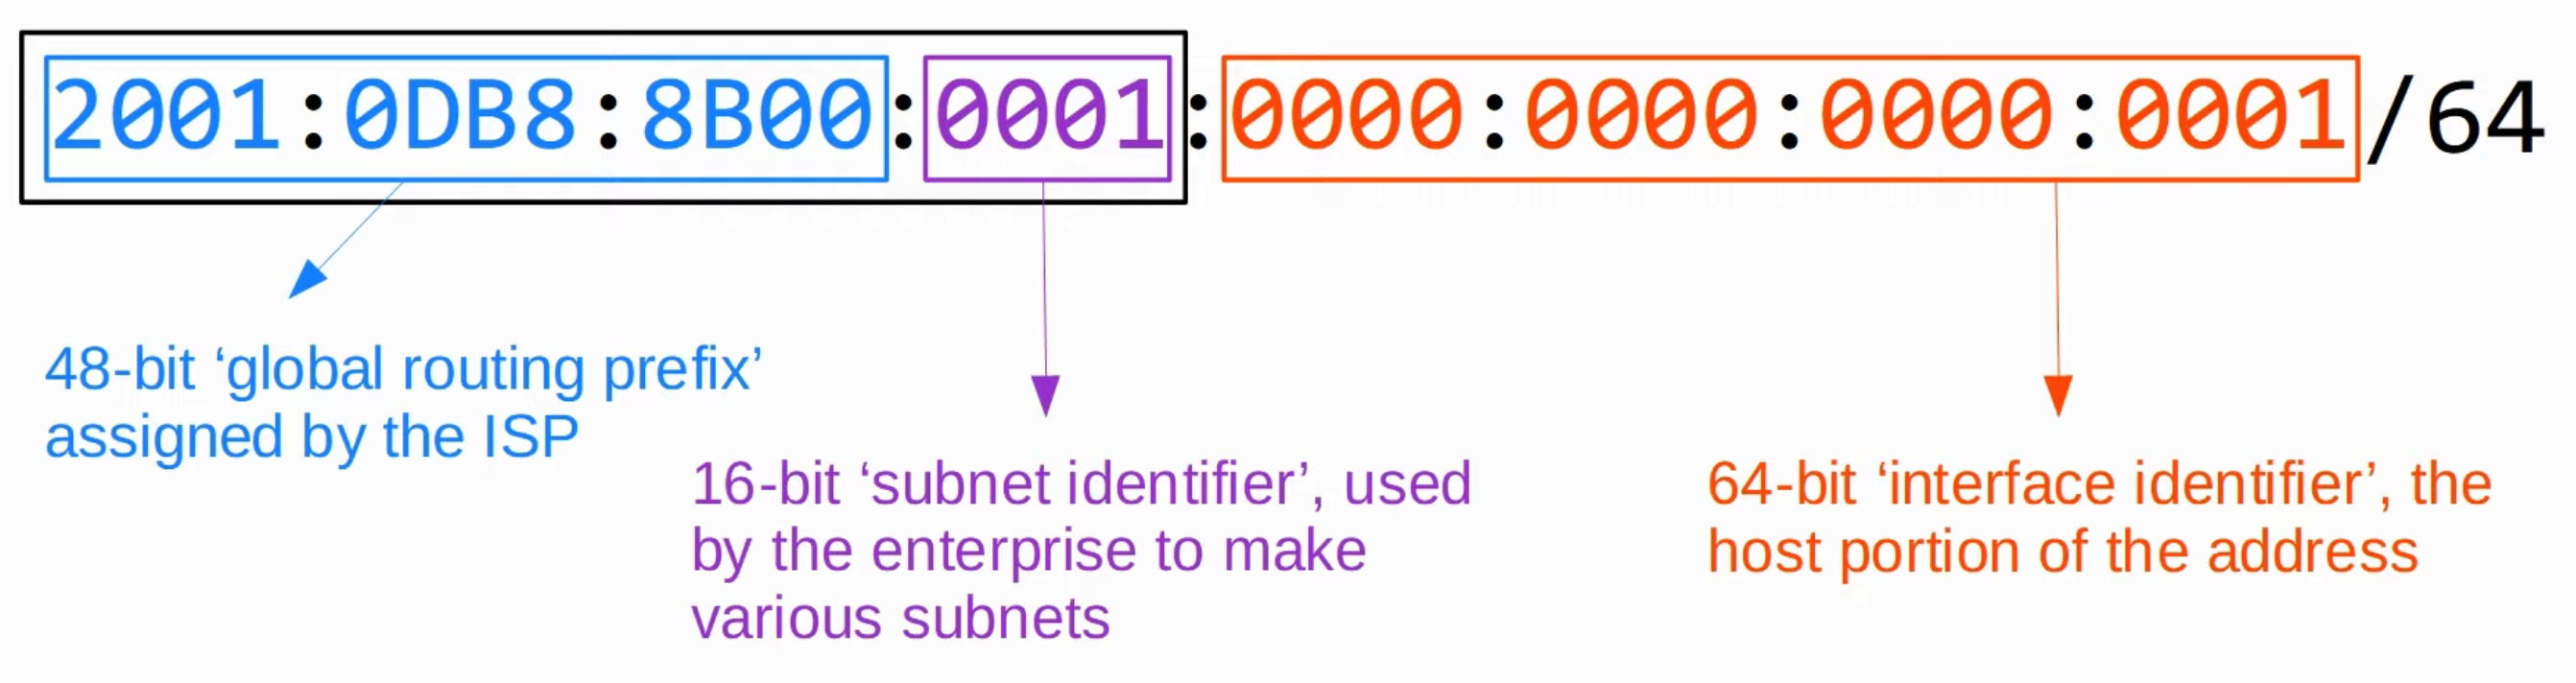 2001:0DB8:8B00:0001:0000:0000:0000:0001/64
48-bit ‘global routing prefix’
assigned by the ISP
16-bit ‘subnet identifier’, used
by the enterprise to make
various subnets
64-bit ‘interface identifier’, the
host portion of the address